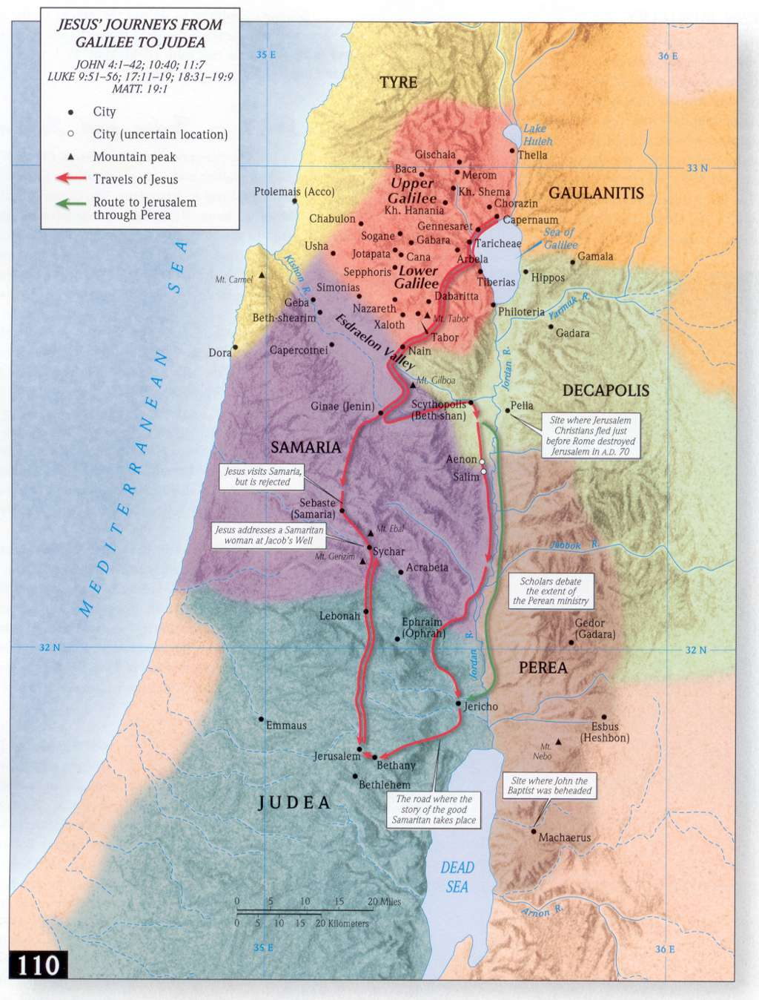 JESUS' JOURNEYS FROM
GALILEE TO JUDEA
JOHN 4:1–42; 10:40; 11:7
LUKE 9:51–56; 17:11–19; 18:31–19:9
MATT. 19:1
City
City (uncertain location)
Mountain peak
Travels of Jesus
Route to Jerusalem
through Perea
35 E
36 E
TYRE
Lake
Huleh
Thella
Gischala
Baca
Merom
33 N
Upper
Galilee
Kh. Shema
GAULANITIS
Ptolemais (Acco)
Kh. Hanania
Chorazin
Chabulon
Capernaum
Gennesaret
Sea of
Galilee
Sogane
Gabara
Taricheae
Usha
Jotapata
Cana
Arbela
Gamala
Kishon R.
Sepphoris
Lower
Galilee
Tiberias
Hippos
Mt. Carmel
Simonias
Dabaritta
Geba
Nazareth
Philoteria
Yarmuk R.
Beth-shearim
Xaloth
Mt. Tabor
Tabor
Gadara
Esdraelon Valley
Dora
Capercotnei
Nain
Jordan R.
Mt. Gilboa
DECAPOLIS
Ginae (Jenin)
Scythopolis
(Beth-shan)
Pella
Site where Jerusalem
Christians fled just
before Rome destroyed
Jerusalem in A.D. 70
SAMARIA
Aenon
Salim
Jesus visits Samaria,
but is rejected
Sebaste
(Samaria)
Jesus addresses a Samaritan
woman at Jacob's Well
Mt. Ebal
Sychar
Mt. Gerizim
Jabbok R.
Acrabeta
MEDITERRANEAN SEA
Scholars debate
the extent of
the Perean ministry
Lebonah
Ephraim
(Ophrah)
Gedor
(Gadara)
32 N
32 N
Jordan R.
PEREA
Jericho
Emmaus
Esbus
(Heshbon)
Mt.
Nebo
Jerusalem
Bethany
Bethlehem
Site where John the
Baptist was beheaded
JUDEA
The road where the
story of the good
Samaritan takes place
Machaerus
DEAD
SEA
Arnon R.
0 5 10 15 20 Miles
0 5 10 15 20 Kilometers
35 E
36 E
110